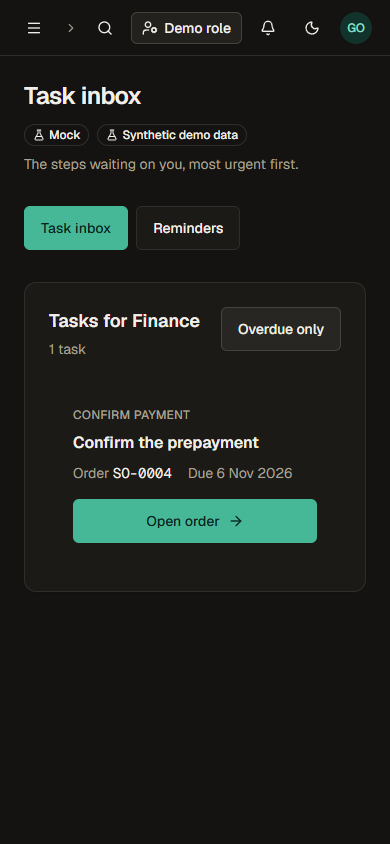 Demo role
GO
Task inbox
Mock
Synthetic demo data
The steps waiting on you, most urgent first.
Task inbox
Reminders
Tasks for Finance
Overdue only
1 task
CONFIRM PAYMENT
Confirm the prepayment
Order SO-0004 Due 6 Nov 2026
Open order